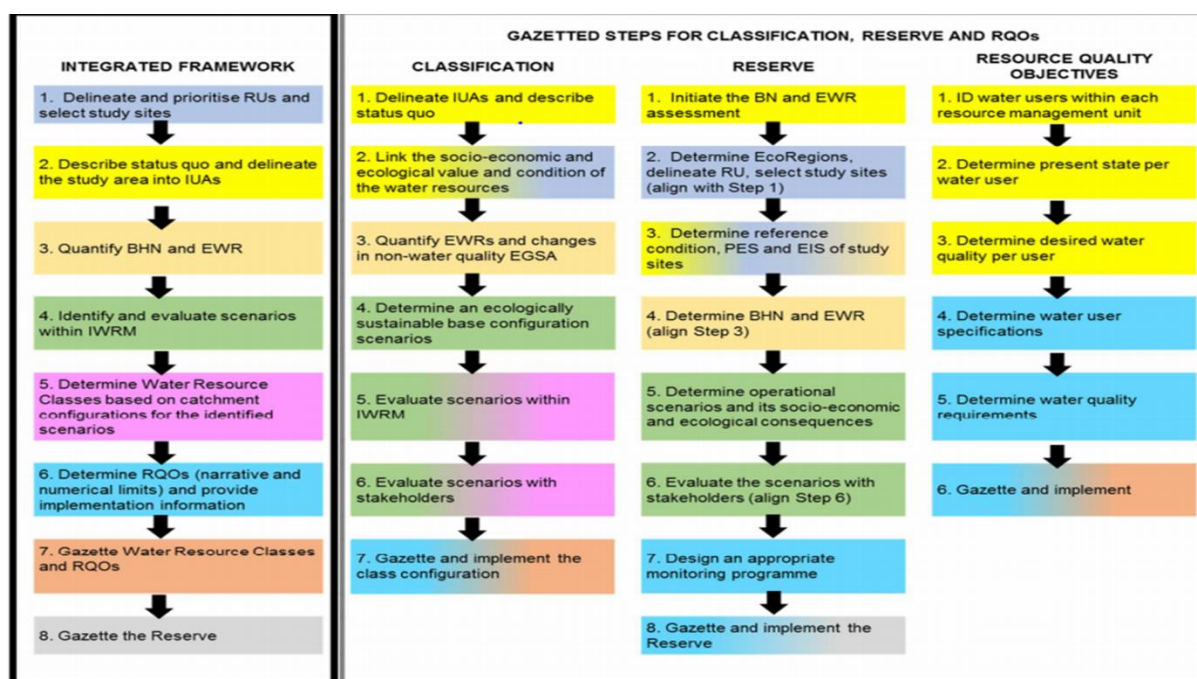 GAZETTED STEPS FOR CLASSIFICATION, RESERVE AND RQOs
INTEGRATED FRAMEWORK
1. Delineate and prioritise RUs and
select study sites
2. Describe status quo and delineate
the study area into IUAs
3. Quantify BHN and EWR
4. Identify and evaluate scenarios
within IWRM
5. Determine Water Resource
Classes based on catchment
configurations for the identified
scenarios
6. Determine RQOs (narrative and
numerical limits) and provide
implementation information
7. Gazette Water Resource Classes
and RQOs
8. Gazette the Reserve
CLASSIFICATION
1. Delineate IUAs and describe
status quo
2. Link the socio-economic and
ecological value and condition of
the water resources
3. Quantify EWRs and changes
in non-water quality EGSA
4. Determine an ecologically
sustainable base configuration
scenarios
5. Evaluate scenarios within
IWRM
6. Evaluate scenarios with
stakeholders
7. Gazette and implement the
class configuration
RESERVE
1. Initiate the BN and EWR
assessment
2. Determine EcoRegions,
delineate RU, select study sites
(align with Step 1)
3. Determine reference
condition, PES and EIS of study
sites
4. Determine BHN and EWR
(align Step 3)
5. Determine operational
scenarios and its socio-economic
and ecological consequences
6. Evaluate the scenarios with
stakeholders (align Step 6)
7. Design an appropriate
monitoring programme
8. Gazette and implement the
Reserve
RESOURCE QUALITY
OBJECTIVES
1. ID water users within each
resource management unit
2. Determine present state per
water user
3. Determine desired water
quality per user
4. Determine water user
specifications
5. Determine water quality
requirements
6. Gazette and implement